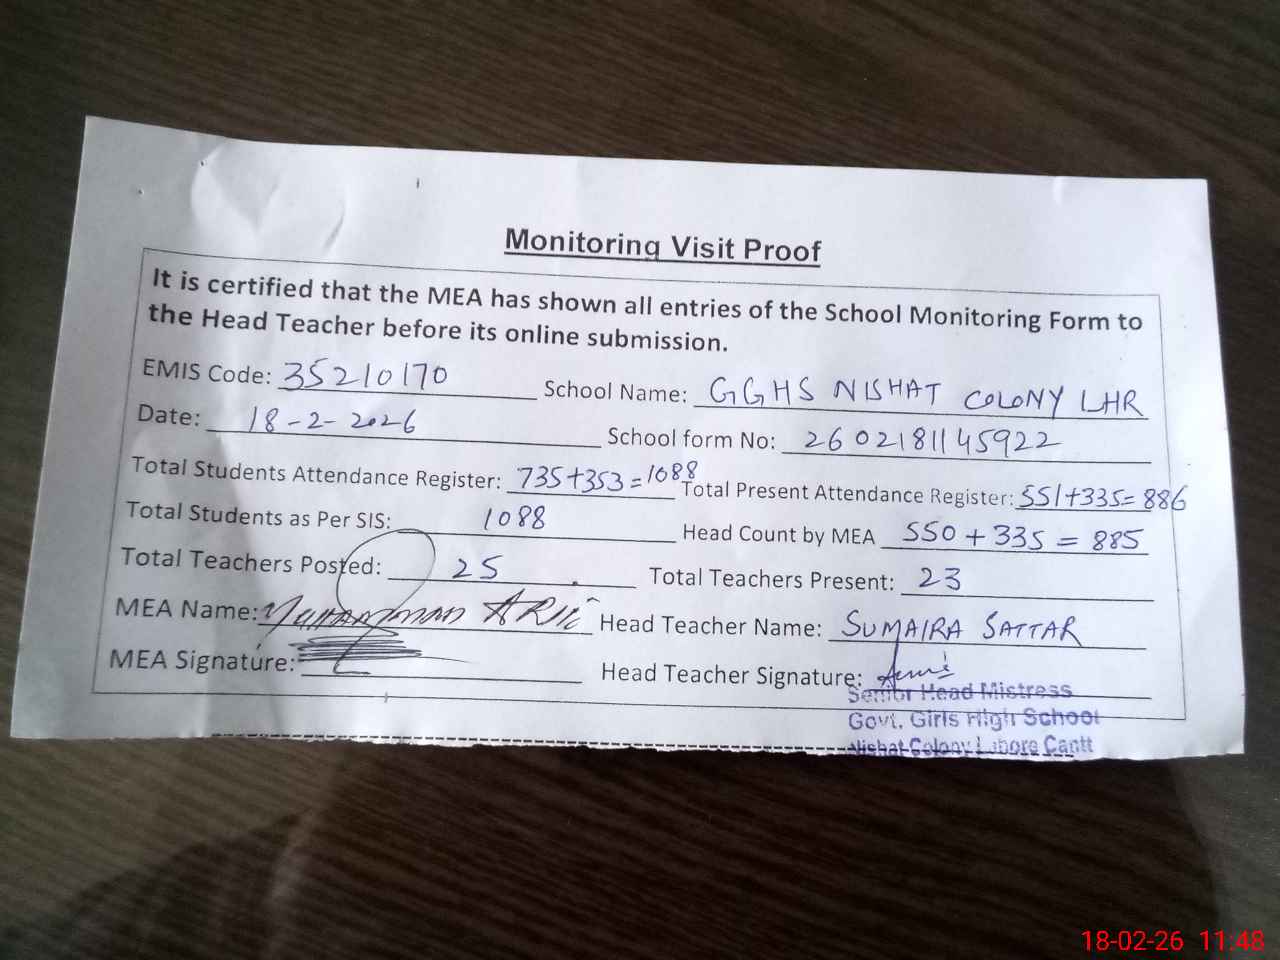 Monitoring Visit Proof
It is certified that the MEA has shown all entries of the School Monitoring Form to
the Head Teacher before its online submission.
EMIS Code: 35210170 School Name: GGHS NISHAT COLONY LHR
Date: 18-2-2026 School form No: 2602181145922
Total Students Attendance Register: 735+353=1088 Total Present Attendance Register: 551+335=886
Total Students as Per SIS: 1088 Head Count by MEA 550+335=885
Total Teachers Posted: 25 Total Teachers Present: 23
MEA Name: Head Teacher Name: SUMAIRA SATTAR
MEA Signature: Head Teacher Signature:
Senior Head Mistress
Govt. Girls High School
Nishat Colony Lahore Cantt
18-02-26 11:48